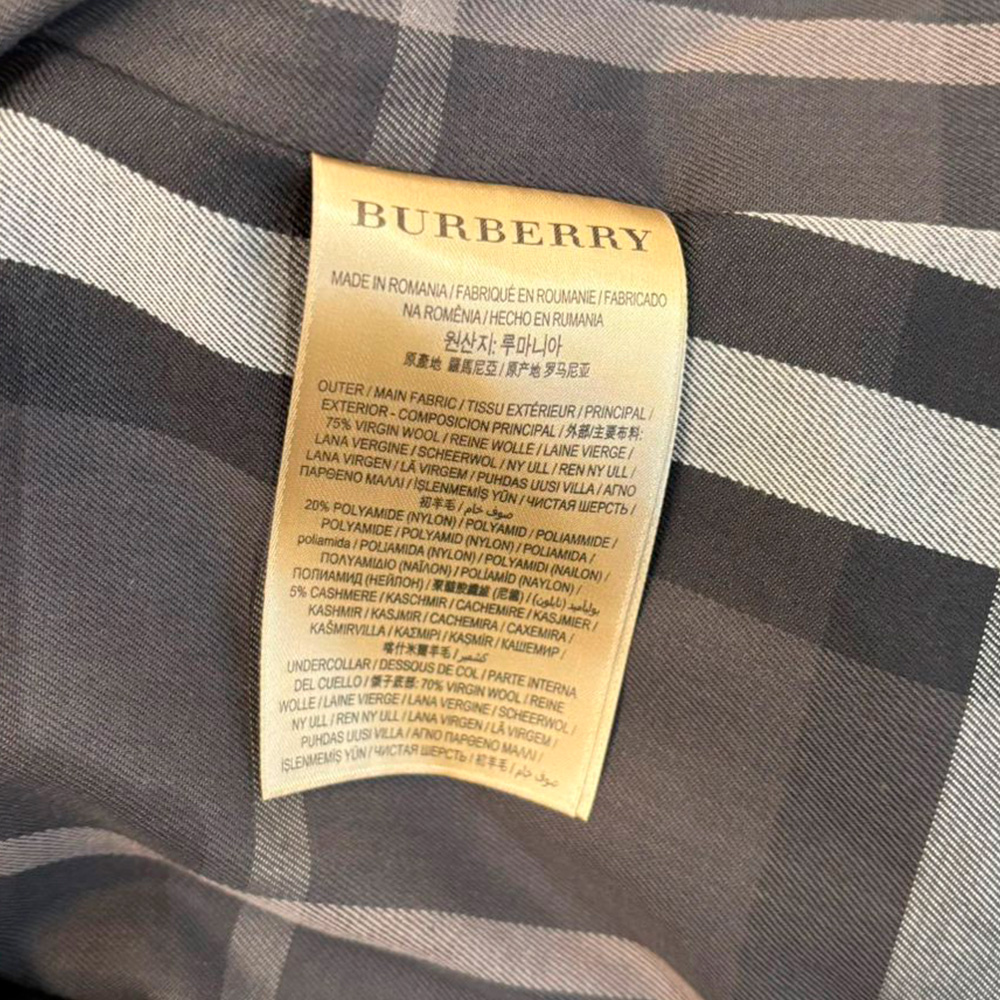 BURBERRY
MADE IN ROMANIA / FABRIQUÉ EN ROUMANIE / FABRICADO
NA ROMÊNIA / HECHO EN RUMANIA
원산지: 루마니아
原產地 羅馬尼亞 / 原产地 罗马尼亚
OUTER / MAIN FABRIC / TISSU EXTÉRIEUR / PRINCIPAL /
EXTERIOR - COMPOSICION PRINCIPAL / 外部/主要布料:
75% VIRGIN WOOL / REINE WOLLE / LAINE VIERGE /
LANA VERGINE / SCHEERWOL / NY ULL / REN NY ULL /
LANA VIRGEN / LÃ VIRGEM / PUHDAS UUSI VILLA / ΑΓΝΟ
ΠΑΡΘΕΝΟ ΜΑΛΛΙ / İŞLENMEMİŞ YÜN / ЧИСТАЯ ШЕРСТЬ /
初羊毛 / صوف خام
20% POLYAMIDE (NYLON) / POLYAMID / POLIAMMIDE /
POLYAMIDE / POLYAMID (NYLON) / POLIAMIDA /
poliamida / POLIAMIDA (NYLON) / POLYAMIDI (NAILON) /
ΠΟΛΥΑΜΙΔΙΟ (ΝΑΪΛΟΝ) / POLİAMİD (NAYLON) /
ПОЛИАМИД (НЕЙЛОН) / 聚醯胺纖維 (尼龍) / بولياميد (نايلون)
5% CASHMERE / KASCHMIR / CACHEMIRE / KASJMIER /
KASHMIR / KASJMIR / CACHEMIRA / CAXEMIRA /
KAŠMIRVILLA / ΚΑΣΜΙΡΙ / KAŞMİR / КАШЕМИР /
喀什米爾羊毛 / كشمير
UNDERCOLLAR / DESSOUS DE COL / PARTE INTERNA
DEL CUELLO / 領子底部: 70% VIRGIN WOOL / REINE
WOLLE / LAINE VIERGE / LANA VERGINE / SCHEERWOL /
NY ULL / REN NY ULL / LANA VIRGEN / LÃ VIRGEM /
PUHDAS UUSI VILLA / ΑΓΝΟ ΠΑΡΘΕΝΟ ΜΑΛΛΙ /
İŞLENMEMİŞ YÜN / ЧИСТАЯ ШЕРСТЬ / 初羊毛 / صوف خام